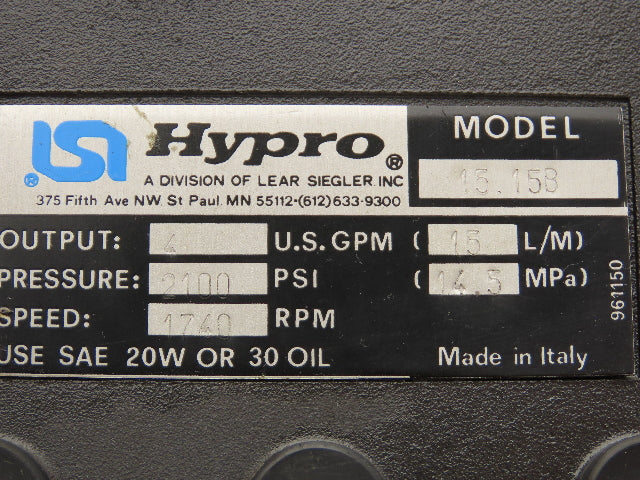 LSI Hypro® MODEL
®
A DIVISION OF LEAR SIEGLER INC
375 Fifth Ave NW. St Paul. MN 55112-(612)633-9300
15.15B
OUTPUT: 4 U.S. GPM ( 15 L/M)
PRESSURE: 2100 PSI ( 14.5 MPa)
SPEED: 1740 RPM
USE SAE 20W OR 30 OIL Made in Italy
961150